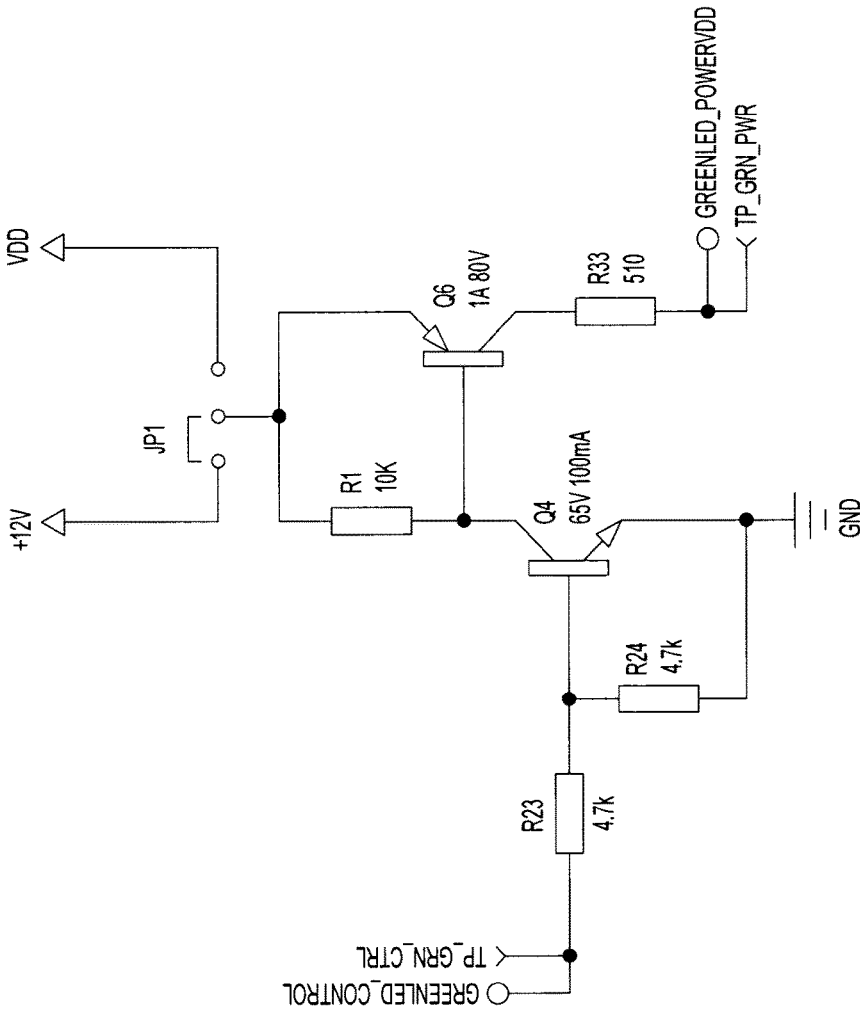 VDD
+12V
JP1
R1
10K
Q6
1A 80V
Q4
65V 100mA
R33
510
GREENLED_POWERVDD
TP_GRN_PWR
GND
R24
4.7k
R23
4.7k
TP_GRN_CTRL
GREENLED_CONTROL